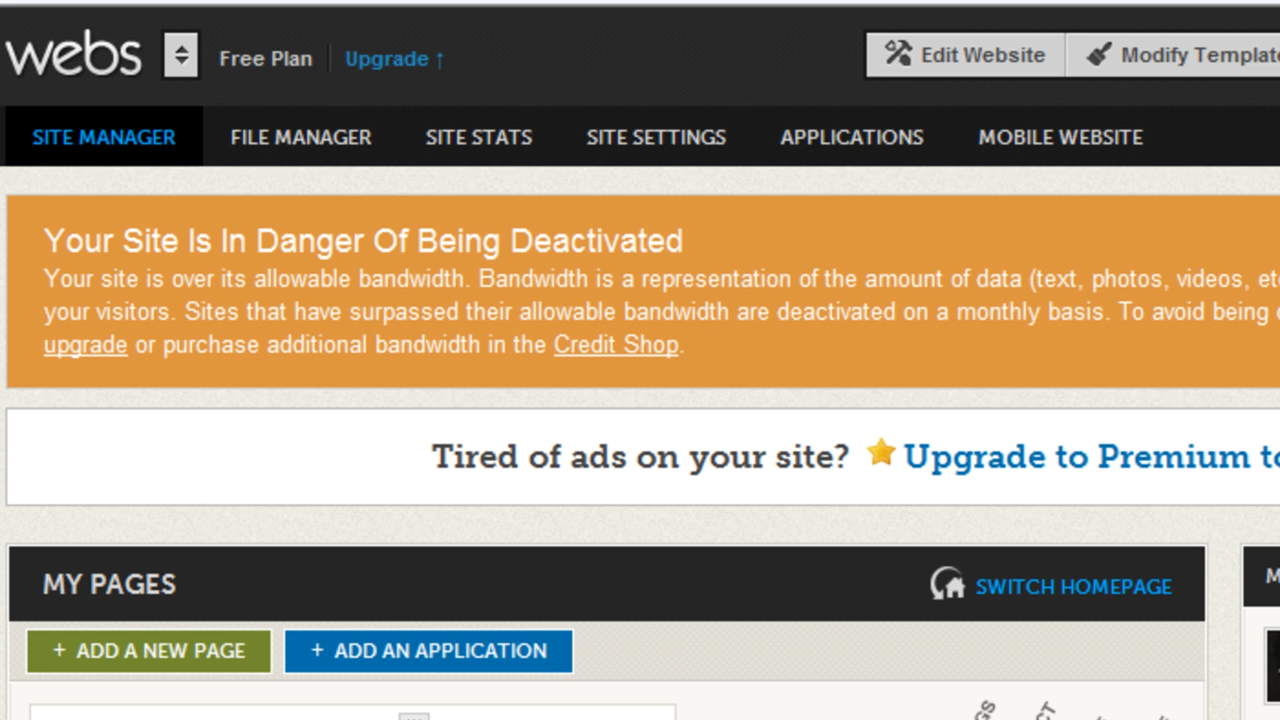 webs Free Plan Upgrade ↑ Edit Website Modify
SITE MANAGER FILE MANAGER SITE STATS SITE SETTINGS APPLICATIONS MOBILE WEBSITE
Your Site Is In Danger Of Being Deactivated
Your site is over its allowable bandwidth. Bandwidth is a representation of the amount of data (text, photos, videos,
your visitors. Sites that have surpassed their allowable bandwidth are deactivated on a monthly basis. To avoid being
upgrade or purchase additional bandwidth in the Credit Shop.
Tired of ads on your site? Upgrade to Premium
MY PAGES SWITCH HOMEPAGE
+ ADD A NEW PAGE + ADD AN APPLICATION